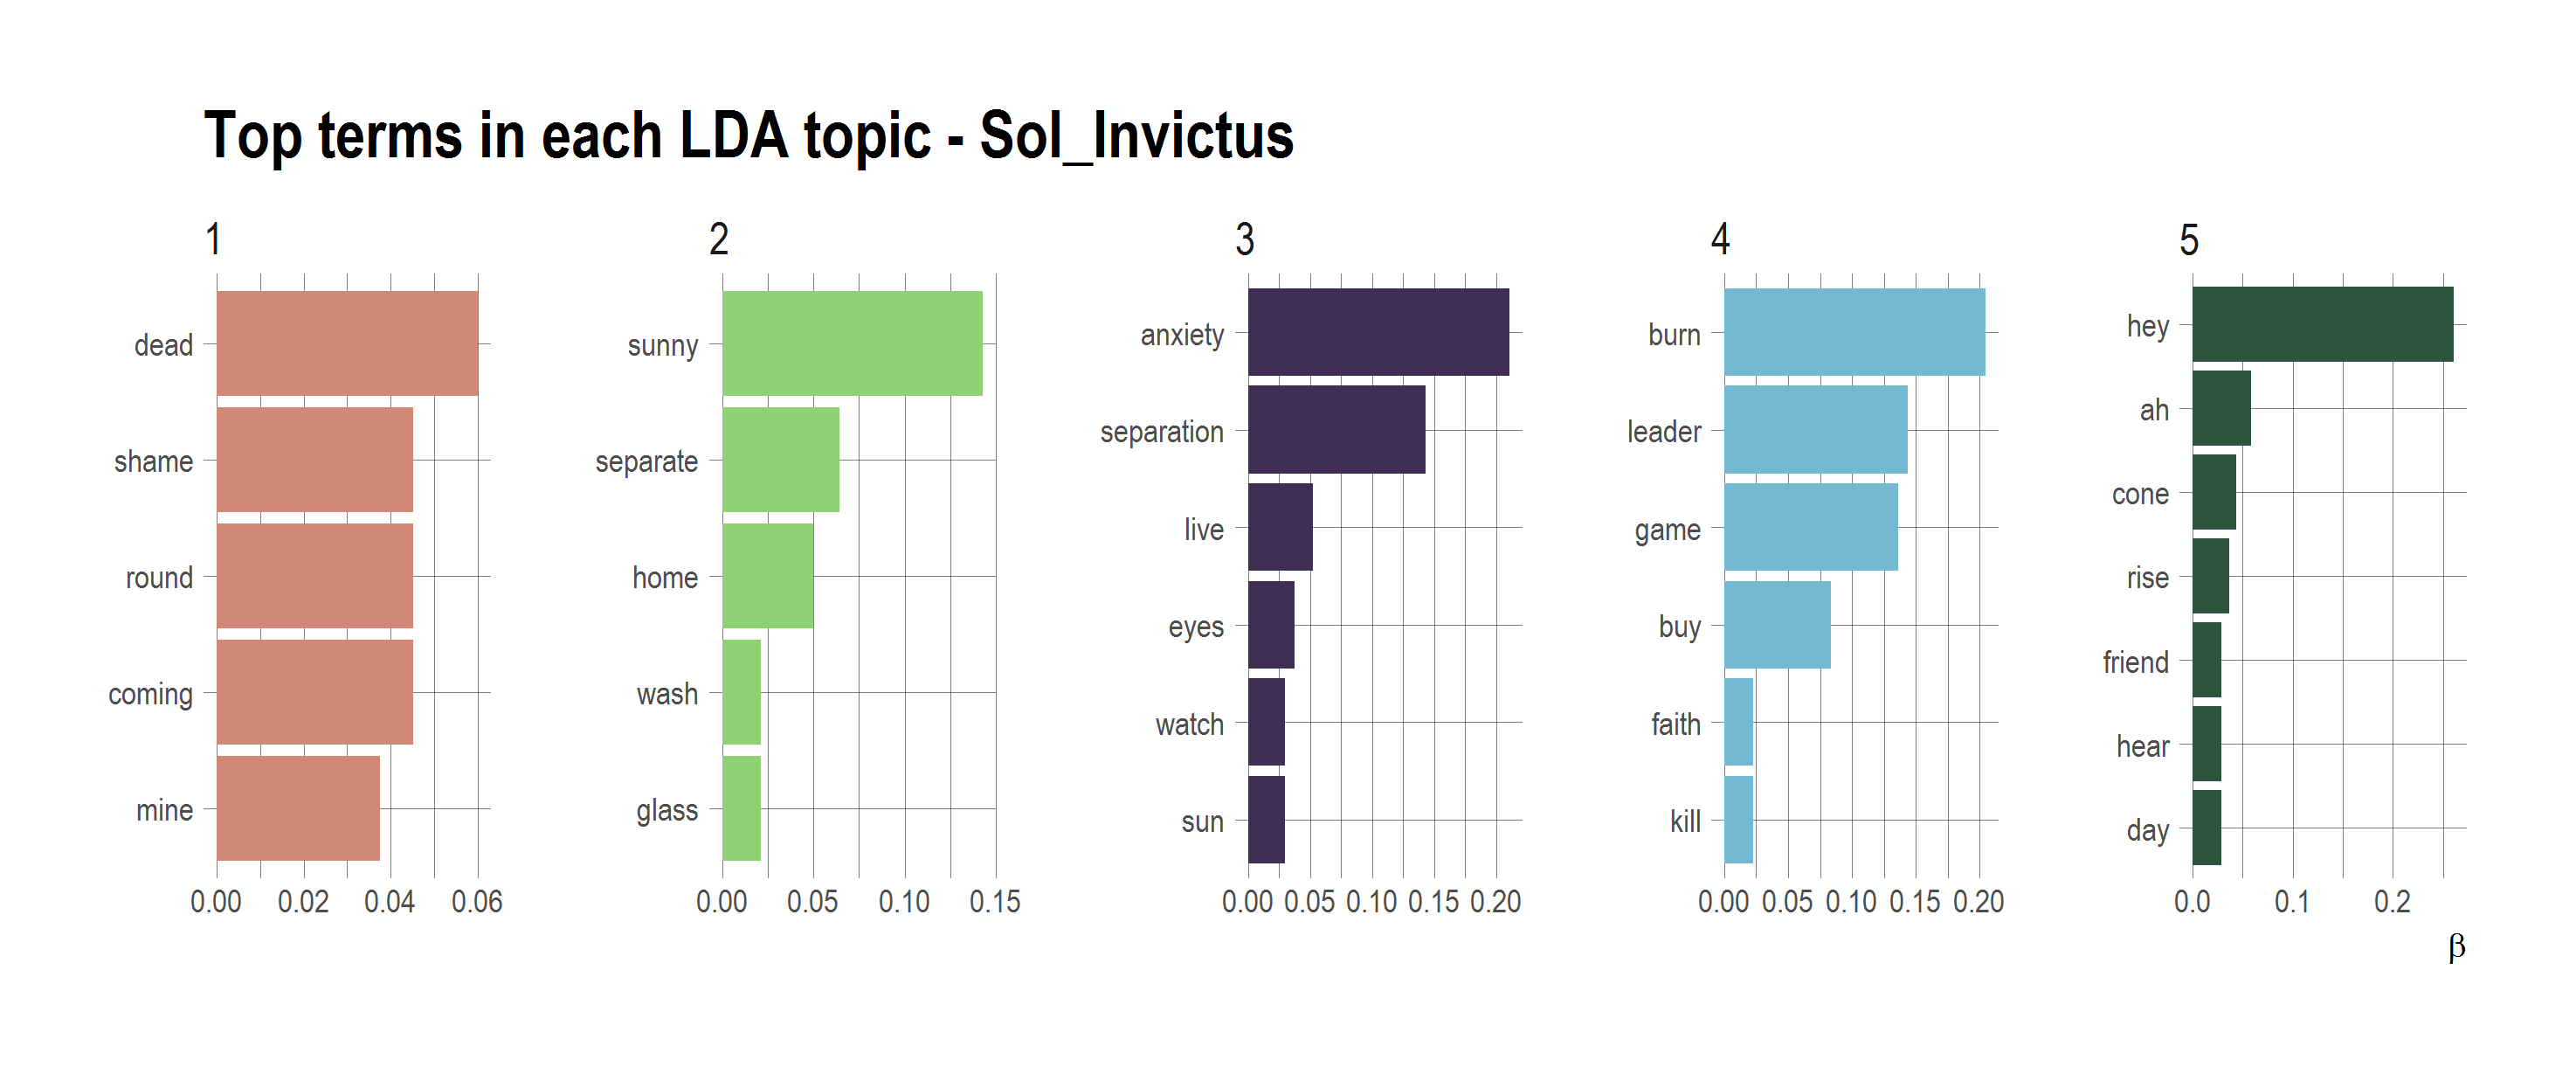 Top terms in each LDA topic - Sol_Invictus
1
dead
shame
round
coming
mine
0.00 0.02 0.04 0.06
2
sunny
separate
home
wash
glass
0.00 0.05 0.10 0.15
3
anxiety
separation
live
eyes
watch
sun
0.00 0.05 0.10 0.15 0.20
4
burn
leader
game
buy
faith
kill
0.00 0.05 0.10 0.15 0.20
5
hey
ah
cone
rise
friend
hear
day
0.0 0.1 0.2
β